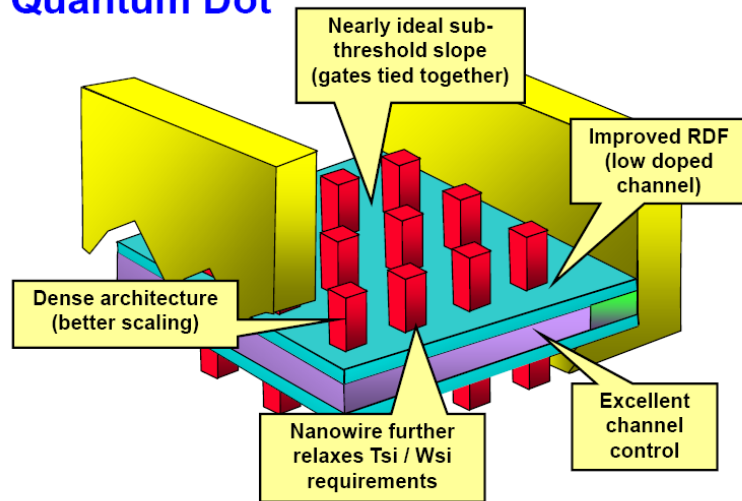 Quantum Dot
Nearly ideal sub-
threshold slope
(gates tied together)
Improved RDF
(low doped
channel)
Dense architecture
(better scaling)
Nanowire further
relaxes Tsi / Wsi
requirements
Excellent
channel
control